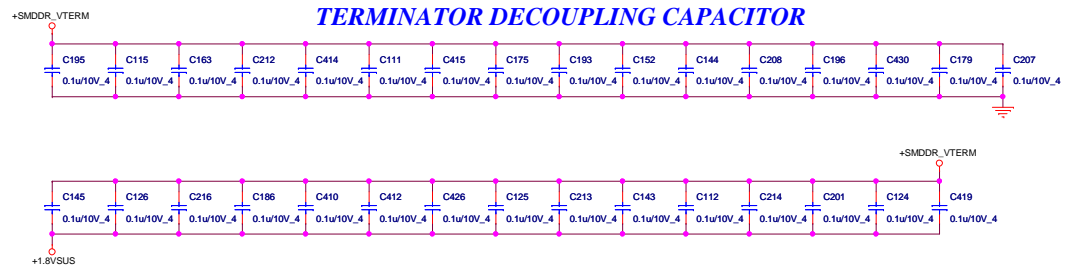 TERMINATOR DECOUPLING CAPACITOR
+SMDDR_VTERM
C195 C115 C163 C212 C414 C111 C415 C175 C193 C152 C144 C208 C196 C430 C179 C207
0.1u/10V_4 0.1u/10V_4 0.1u/10V_4 0.1u/10V_4 0.1u/10V_4 0.1u/10V_4 0.1u/10V_4 0.1u/10V_4 0.1u/10V_4 0.1u/10V_4 0.1u/10V_4 0.1u/10V_4 0.1u/10V_4 0.1u/10V_4 0.1u/10V_4 0.1u/10V_4
+SMDDR_VTERM
C145 C126 C216 C186 C410 C412 C426 C125 C213 C143 C112 C214 C201 C124 C419
0.1u/10V_4 0.1u/10V_4 0.1u/10V_4 0.1u/10V_4 0.1u/10V_4 0.1u/10V_4 0.1u/10V_4 0.1u/10V_4 0.1u/10V_4 0.1u/10V_4 0.1u/10V_4 0.1u/10V_4 0.1u/10V_4 0.1u/10V_4 0.1u/10V_4
+1.8VSUS